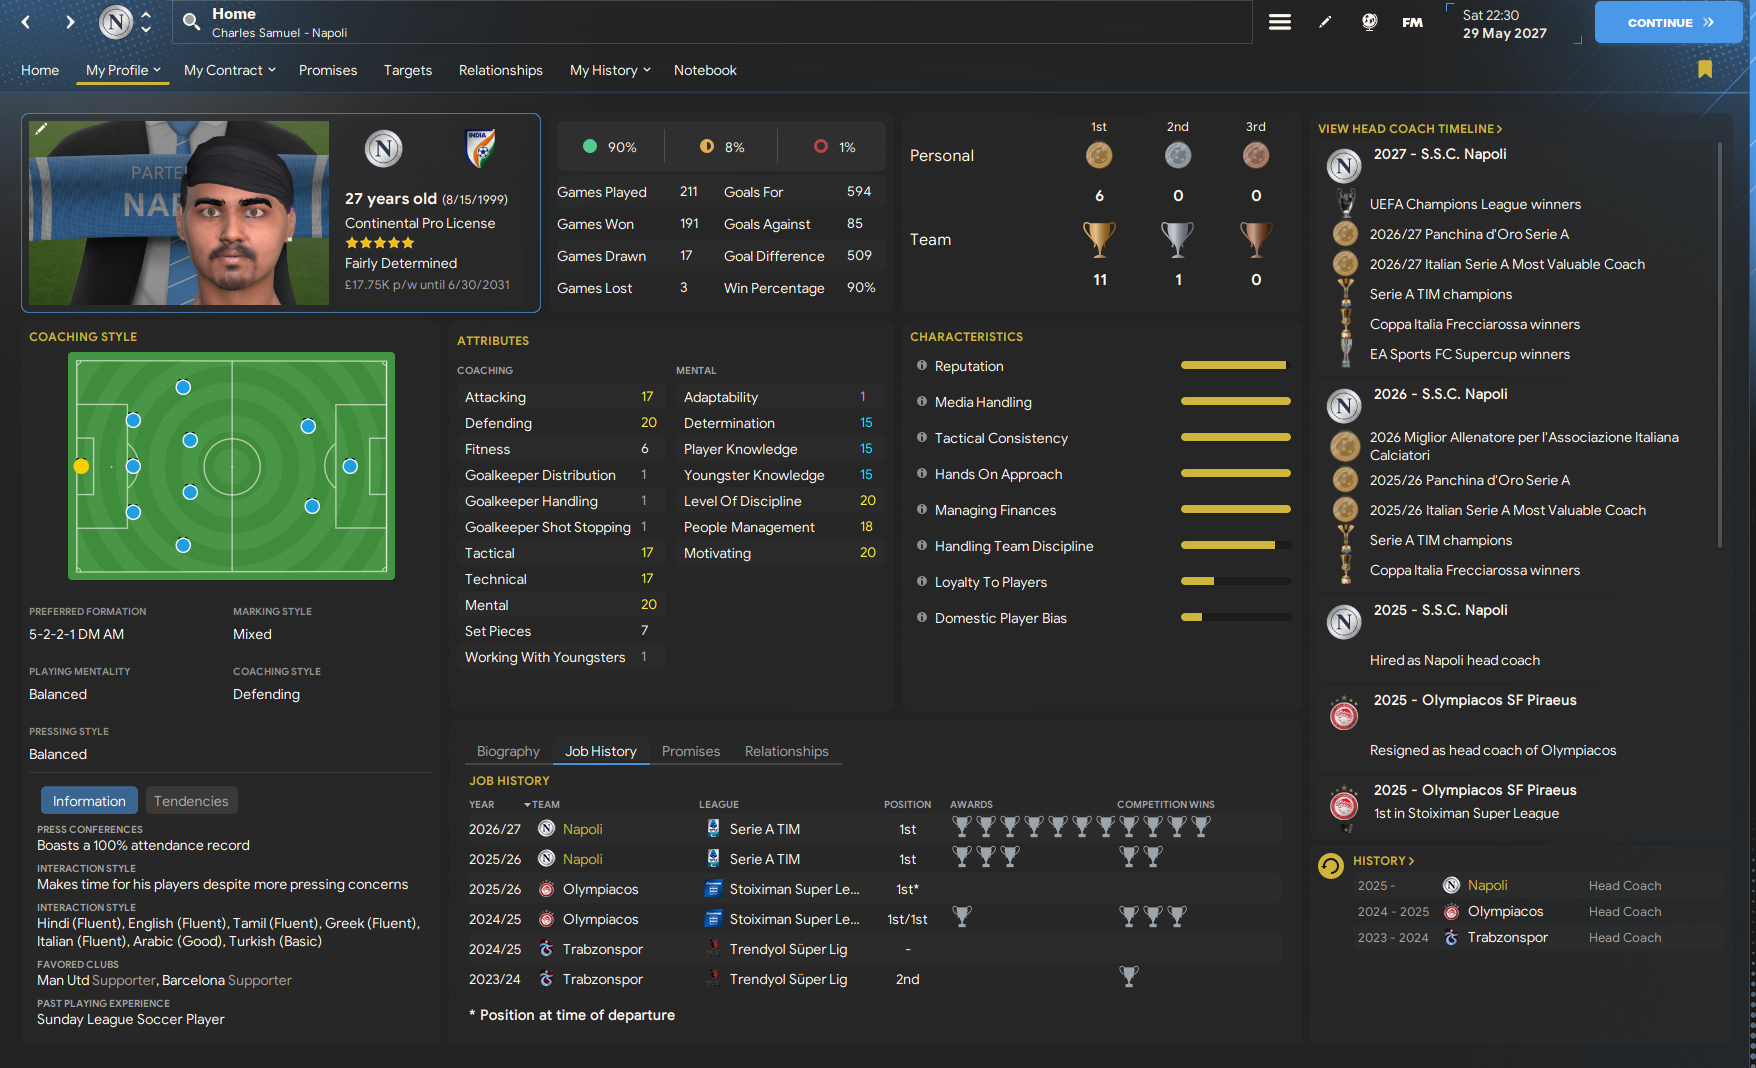 Home
Charles Samuel - Napoli
FM
Sat 22:30
29 May 2027
CONTINUE
Home
My Profile
My Contract
Promises
Targets
Relationships
My History
Notebook
N
PARTE
NAP
INDIA
27 years old (8/15/1999)
Continental Pro License
Fairly Determined
£17.75K p/w until 6/30/2031
90%
8%
1%
Games Played 211 Goals For 594
Games Won 191 Goals Against 85
Games Drawn 17 Goal Difference 509
Games Lost 3 Win Percentage 90%
1st 2nd 3rd
Personal
6 0 0
Team
11 1 0
VIEW HEAD COACH TIMELINE >
2027 - S.S.C. Napoli
UEFA Champions League winners
2026/27 Panchina d'Oro Serie A
2026/27 Italian Serie A Most Valuable Coach
Serie A TIM champions
Coppa Italia Frecciarossa winners
EA Sports FC Supercup winners
2026 - S.S.C. Napoli
2026 Miglior Allenatore per l'Associazione Italiana
Calciatori
2025/26 Panchina d'Oro Serie A
2025/26 Italian Serie A Most Valuable Coach
Serie A TIM champions
Coppa Italia Frecciarossa winners
2025 - S.S.C. Napoli
Hired as Napoli head coach
2025 - Olympiacos SF Piraeus
Resigned as head coach of Olympiacos
2025 - Olympiacos SF Piraeus
1st in Stoiximan Super League
HISTORY >
2025 - Napoli Head Coach
2024 - 2025 Olympiacos Head Coach
2023 - 2024 Trabzonspor Head Coach
COACHING STYLE
PREFERRED FORMATION
5-2-2-1 DM AM
MARKING STYLE
Mixed
PLAYING MENTALITY
Balanced
COACHING STYLE
Defending
PRESSING STYLE
Balanced
Information
Tendencies
PRESS CONFERENCES
Boasts a 100% attendance record
INTERACTION STYLE
Makes time for his players despite more pressing concerns
INTERACTION STYLE
Hindi (Fluent), English (Fluent), Tamil (Fluent), Greek (Fluent),
Italian (Fluent), Arabic (Good), Turkish (Basic)
FAVORED CLUBS
Man Utd Supporter, Barcelona Supporter
PAST PLAYING EXPERIENCE
Sunday League Soccer Player
ATTRIBUTES
COACHING
Attacking 17
Defending 20
Fitness 6
Goalkeeper Distribution 1
Goalkeeper Handling 1
Goalkeeper Shot Stopping 1
Tactical 17
Technical 17
Mental 20
Set Pieces 7
Working With Youngsters 1
MENTAL
Adaptability 1
Determination 15
Player Knowledge 15
Youngster Knowledge 15
Level Of Discipline 20
People Management 18
Motivating 20
CHARACTERISTICS
Reputation
Media Handling
Tactical Consistency
Hands On Approach
Managing Finances
Handling Team Discipline
Loyalty To Players
Domestic Player Bias
Biography
Job History
Promises
Relationships
JOB HISTORY
YEAR TEAM LEAGUE POSITION AWARDS COMPETITION WINS
2026/27 Napoli Serie A TIM 1st
2025/26 Napoli Serie A TIM 1st
2025/26 Olympiacos Stoiximan Super Le... 1st*
2024/25 Olympiacos Stoiximan Super Le... 1st/1st
2024/25 Trabzonspor Trendyol Süper Lig -
2023/24 Trabzonspor Trendyol Süper Lig 2nd
* Position at time of departure